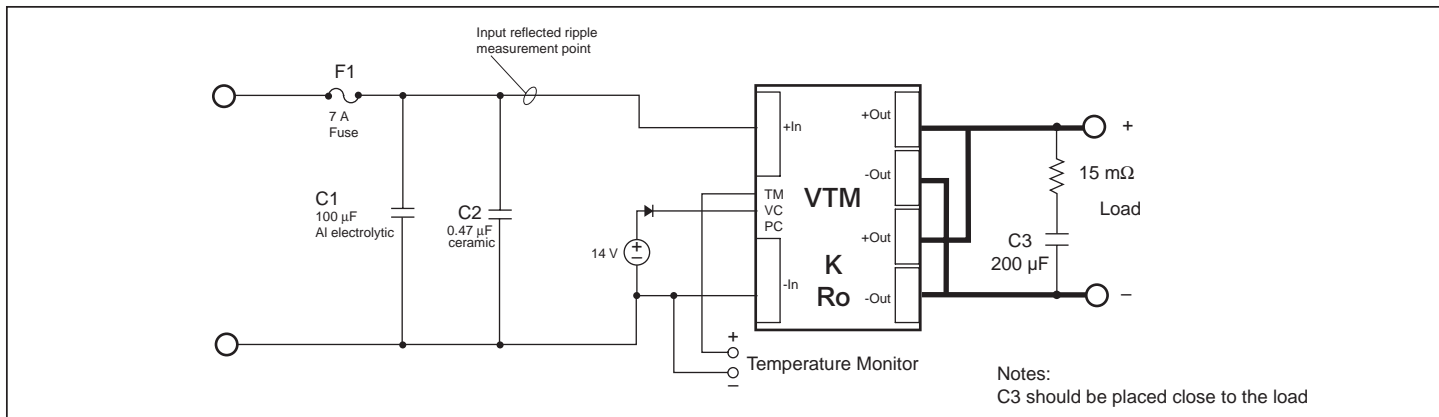 Input reflected ripple
measurement point
F1
7 A
Fuse
C1
100 µF
Al electrolytic
C2
0.47 µF
ceramic
14 V
+
−
+In
TM
VC
PC
-In
VTM
K
Ro
+Out
-Out
+Out
-Out
+
15 mΩ
Load
C3
200 µF
–
+
Temperature Monitor
–
Notes:
C3 should be placed close to the load